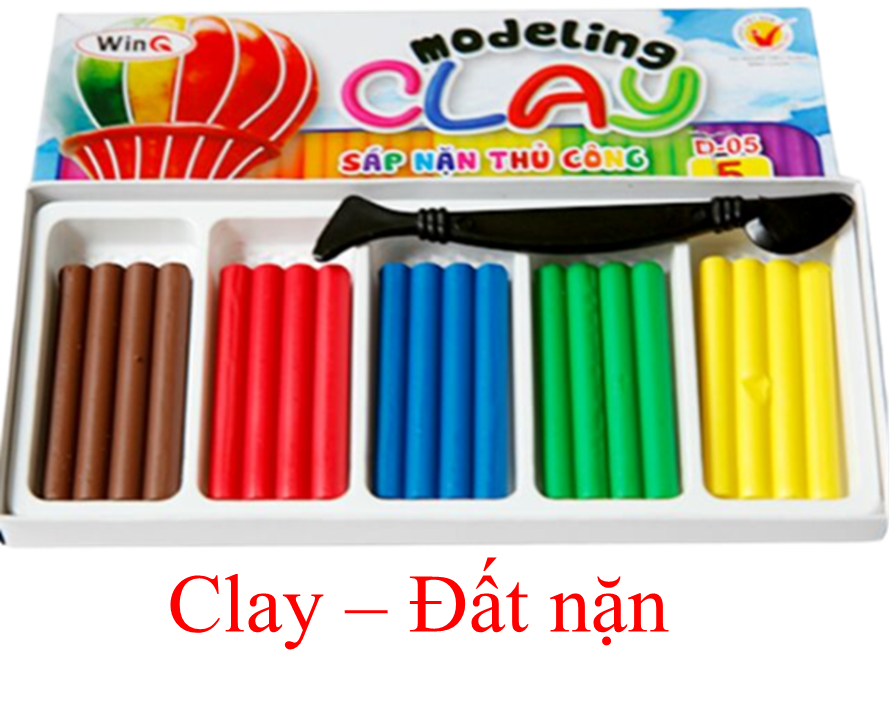 WinQ
modeling
CLAY
SÁP NẶN THỦ CÔNG
D-05
5
Clay – Đất nặn